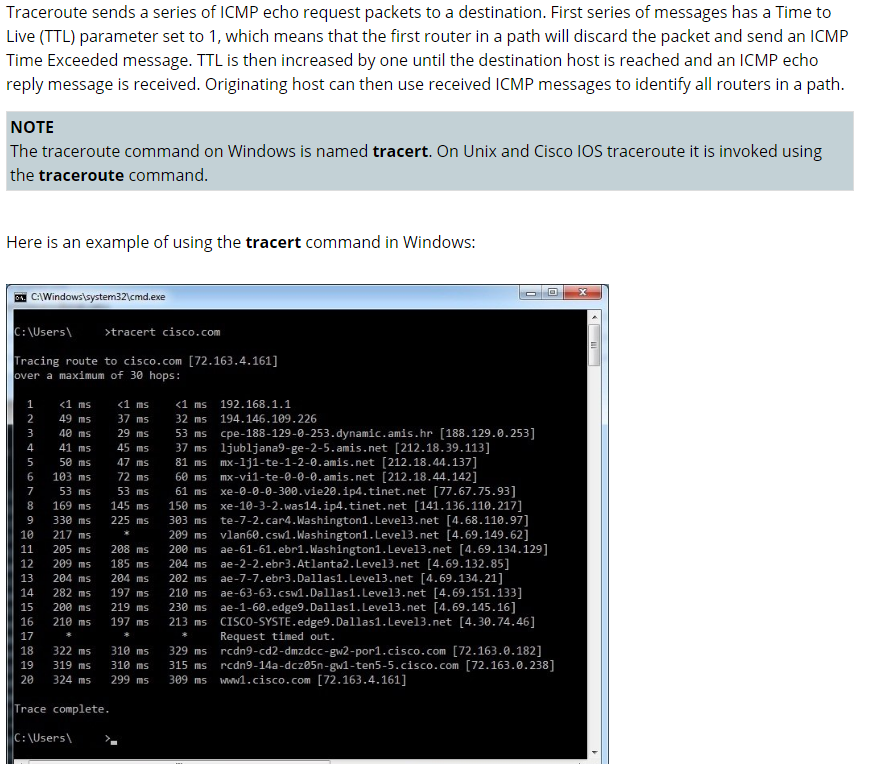 Traceroute sends a series of ICMP echo request packets to a destination. First series of messages has a Time to
Live (TTL) parameter set to 1, which means that the first router in a path will discard the packet and send an ICMP
Time Exceeded message. TTL is then increased by one until the destination host is reached and an ICMP echo
reply message is received. Originating host can then use received ICMP messages to identify all routers in a path.
NOTE
The traceroute command on Windows is named tracert. On Unix and Cisco IOS traceroute it is invoked using
the traceroute command.
Here is an example of using the tracert command in Windows:
C:\Windows\system32\cmd.exe
C:\Users\ >tracert cisco.com
Tracing route to cisco.com [72.163.4.161]
over a maximum of 30 hops:
1 <1 ms <1 ms <1 ms 192.168.1.1
2 49 ms 37 ms 32 ms 194.146.109.226
3 40 ms 29 ms 53 ms cpe-188-129-0-253.dynamic.amis.hr [188.129.0.253]
4 41 ms 45 ms 37 ms ljubljana9-ge-2-5.amis.net [212.18.39.113]
5 50 ms 47 ms 81 ms mx-lj1-te-1-2-0.amis.net [212.18.44.137]
6 103 ms 72 ms 60 ms mx-vi1-te-0-0-0.amis.net [212.18.44.142]
7 53 ms 53 ms 61 ms xe-0-0-0-300.vie20.ip4.tinet.net [77.67.75.93]
8 169 ms 145 ms 150 ms xe-10-3-2.was14.ip4.tinet.net [141.136.110.217]
9 330 ms 225 ms 303 ms te-7-2.car4.Washington1.Level3.net [4.68.110.97]
10 217 ms * 209 ms vlan60.csw1.Washington1.Level3.net [4.69.149.62]
11 205 ms 208 ms 200 ms ae-61-61.ebr1.Washington1.Level3.net [4.69.134.129]
12 209 ms 185 ms 204 ms ae-2-2.ebr3.Atlanta2.Level3.net [4.69.132.85]
13 204 ms 204 ms 202 ms ae-7-7.ebr3.Dallas1.Level3.net [4.69.134.21]
14 282 ms 197 ms 210 ms ae-63-63.csw1.Dallas1.Level3.net [4.69.151.133]
15 200 ms 219 ms 230 ms ae-1-60.edge9.Dallas1.Level3.net [4.69.145.16]
16 210 ms 197 ms 213 ms CISCO-SYSTE.edge9.Dallas1.Level3.net [4.30.74.46]
17 * * * Request timed out.
18 322 ms 310 ms 329 ms rcdn9-cd2-dmzdcc-gw2-por1.cisco.com [72.163.0.182]
19 319 ms 310 ms 315 ms rcdn9-14a-dcz05n-gw1-ten5-5.cisco.com [72.163.0.238]
20 324 ms 299 ms 309 ms www1.cisco.com [72.163.4.161]
Trace complete.
C:\Users\ >_